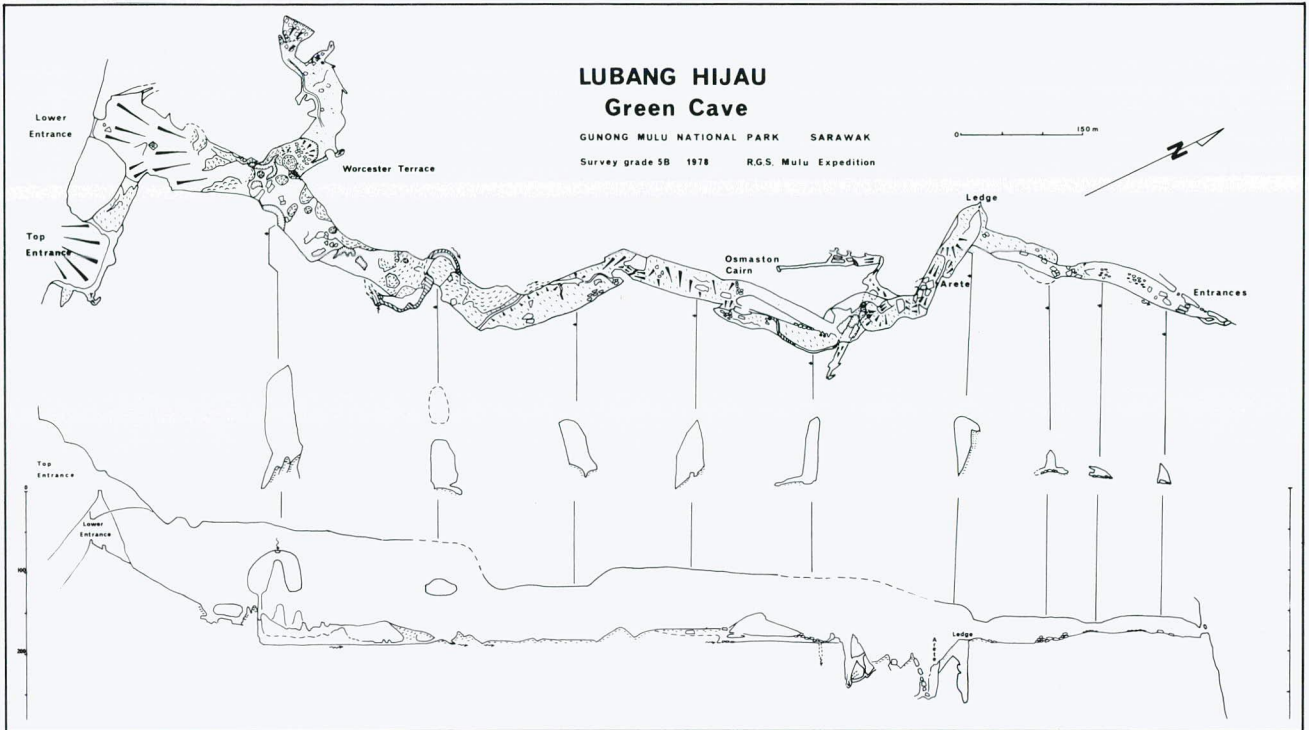 LUBANG HIJAU
Green Cave
GUNONG MULU NATIONAL PARK SARAWAK
Survey grade 5B 1978 R.G.S. Mulu Expedition
0 150 m
N
Lower
Entrance
Worcester Terrace
Top
Entrance
Osmaston
Cairn
Ledge
Arete
Entrances
Top
Entrance
0
Lower
Entrance
100
200
Arete
Ledge